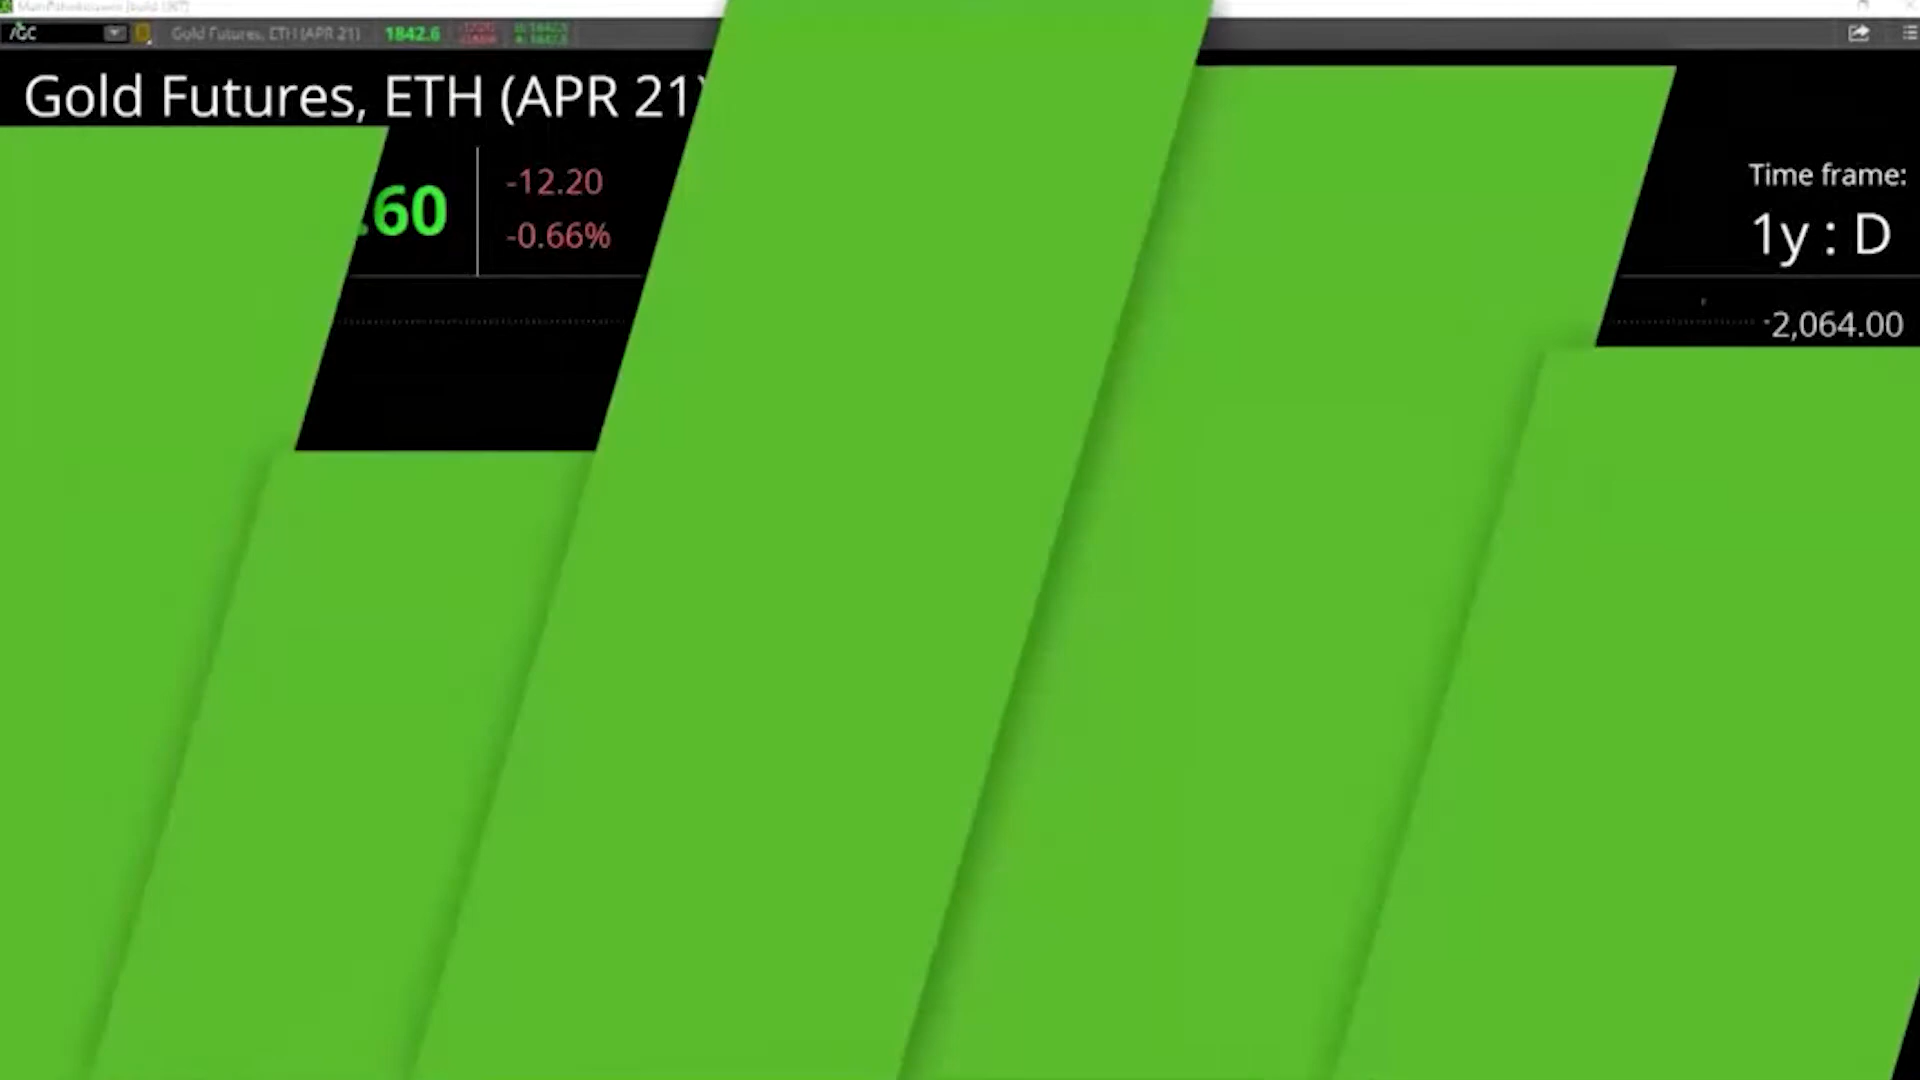 /GC Gold Futures, ETH (APR 21) 1842.6
Gold Futures, ETH (APR 21)
.60
-12.20
-0.66%
Time frame:
1y : D
2,064.00